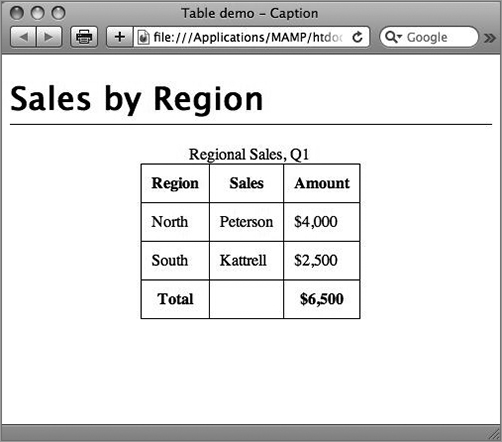 Table demo – Caption
file:///Applications/MAMP/htdoc
Google
Sales by Region
Regional Sales, Q1
Region Sales Amount
North Peterson $4,000
South Kattrell $2,500
Total $6,500